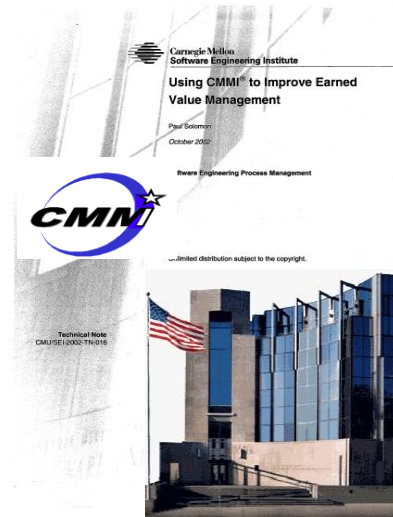 Carnegie Mellon
Software Engineering Institute
Using CMMI® to Improve Earned
Value Management
Paul Solomon
October 2002
ftware Engineering Process Management
CMMI
Unlimited distribution subject to the copyright.
Technical Note
CMU/SEI-2002-TN-016